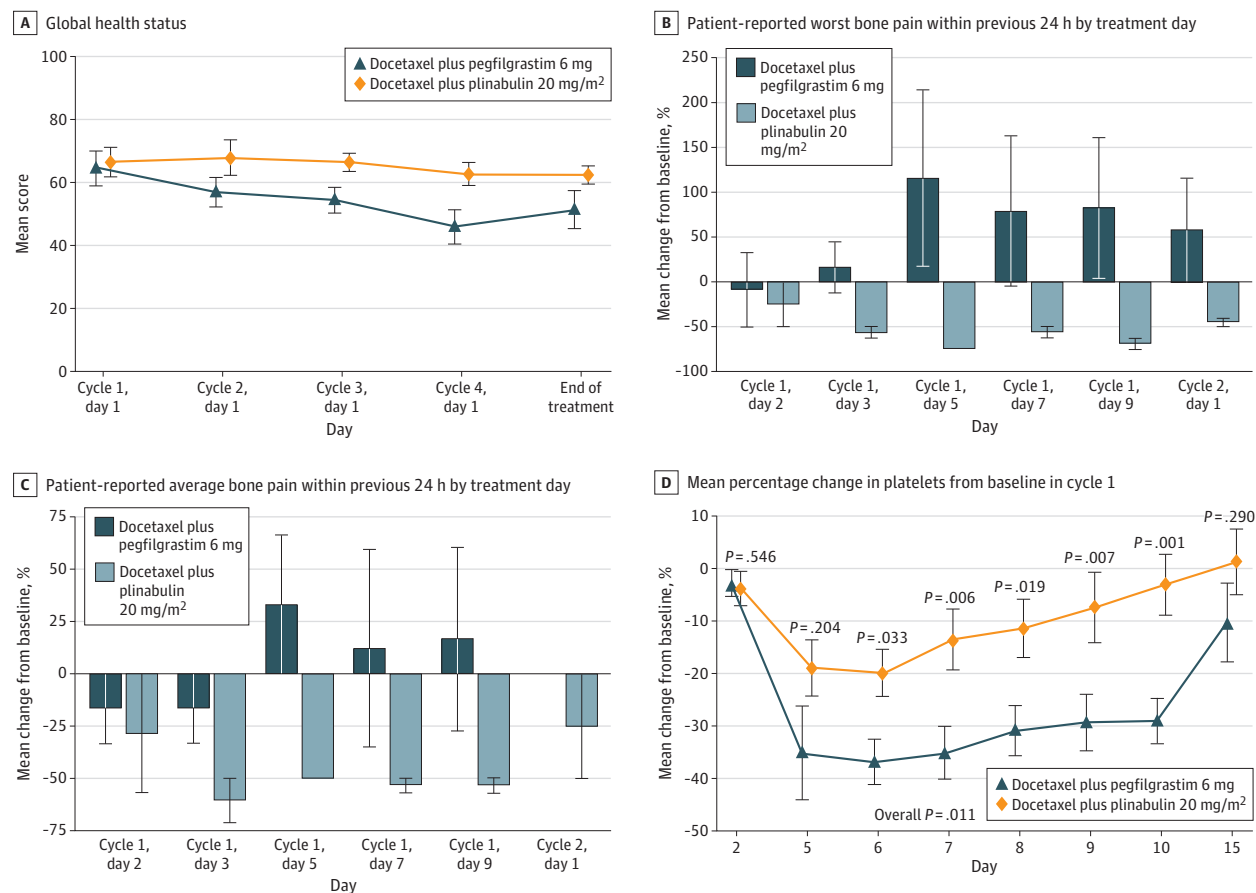 A Global health status
100
80
60
40
20
0
Mean score
Docetaxel plus pegfilgrastim 6 mg
Docetaxel plus plinabulin 20 mg/m²
Cycle 1,
day 1
Cycle 2,
day 1
Cycle 3,
day 1
Cycle 4,
day 1
End of
treatment
Day
B Patient-reported worst bone pain within previous 24 h by treatment day
250
200
150
100
50
0
-50
-100
Mean change from baseline, %
Docetaxel plus
pegfilgrastim 6 mg
Docetaxel plus
plinabulin 20
mg/m²
Cycle 1,
day 2
Cycle 1,
day 3
Cycle 1,
day 5
Cycle 1,
day 7
Cycle 1,
day 9
Cycle 2,
day 1
Day
C Patient-reported average bone pain within previous 24 h by treatment day
75
50
25
0
-25
-50
-75
Mean change from baseline, %
Docetaxel plus
pegfilgrastim 6 mg
Docetaxel plus
plinabulin
20 mg/m²
Cycle 1,
day 2
Cycle 1,
day 3
Cycle 1,
day 5
Cycle 1,
day 7
Cycle 1,
day 9
Cycle 2,
day 1
Day
D Mean percentage change in platelets from baseline in cycle 1
10
0
-10
-20
-30
-40
-50
Mean change from baseline, %
P = .546
P = .204
P = .033
P = .006
P = .019
P = .007
P = .001
P = .290
Docetaxel plus pegfilgrastim 6 mg
Docetaxel plus plinabulin 20 mg/m²
Overall P = .011
2
5
6
7
8
9
10
15
Day